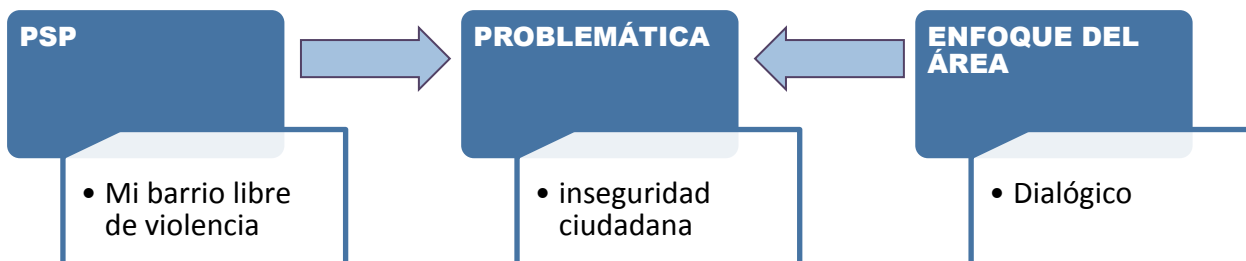 PSP
• Mi barrio libre
de violencia
PROBLEMÁTICA
• inseguridad
ciudadana
ENFOQUE DEL
ÁREA
• Dialógico